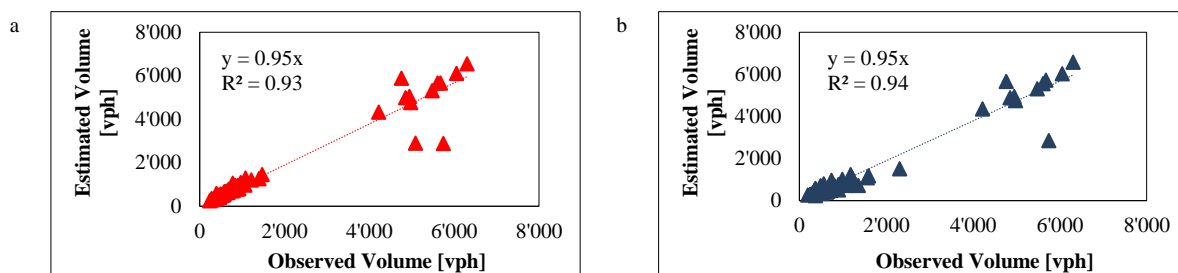 a
Estimated Volume
[vph]
8'000
6'000
4'000
2'000
0
y = 0.95x
R² = 0.93
0
2'000
4'000
6'000
8'000
Observed Volume [vph]
b
Estimated Volume
[vph]
8'000
6'000
4'000
2'000
0
y = 0.95x
R² = 0.94
0
2'000
4'000
6'000
8'000
Observed Volume [vph]